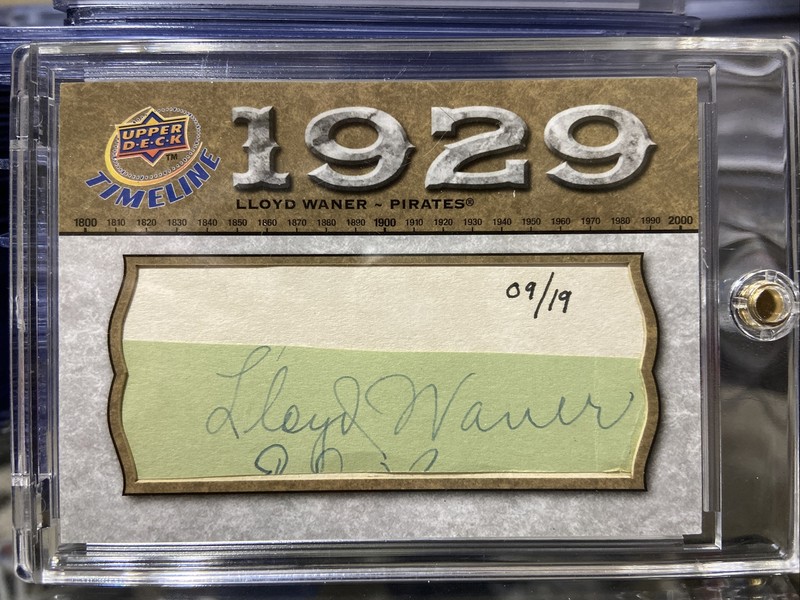 UPPER
D·E·C·K
TM
TIMELINE
1929
LLOYD WANER ~ PIRATES®
1800 1810 1820 1830 1840 1850 1860 1870 1880 1890 1900 1910 1920 1930 1940 1950 1960 1970 1980 1990 2000
09/19
Lloyd Waner